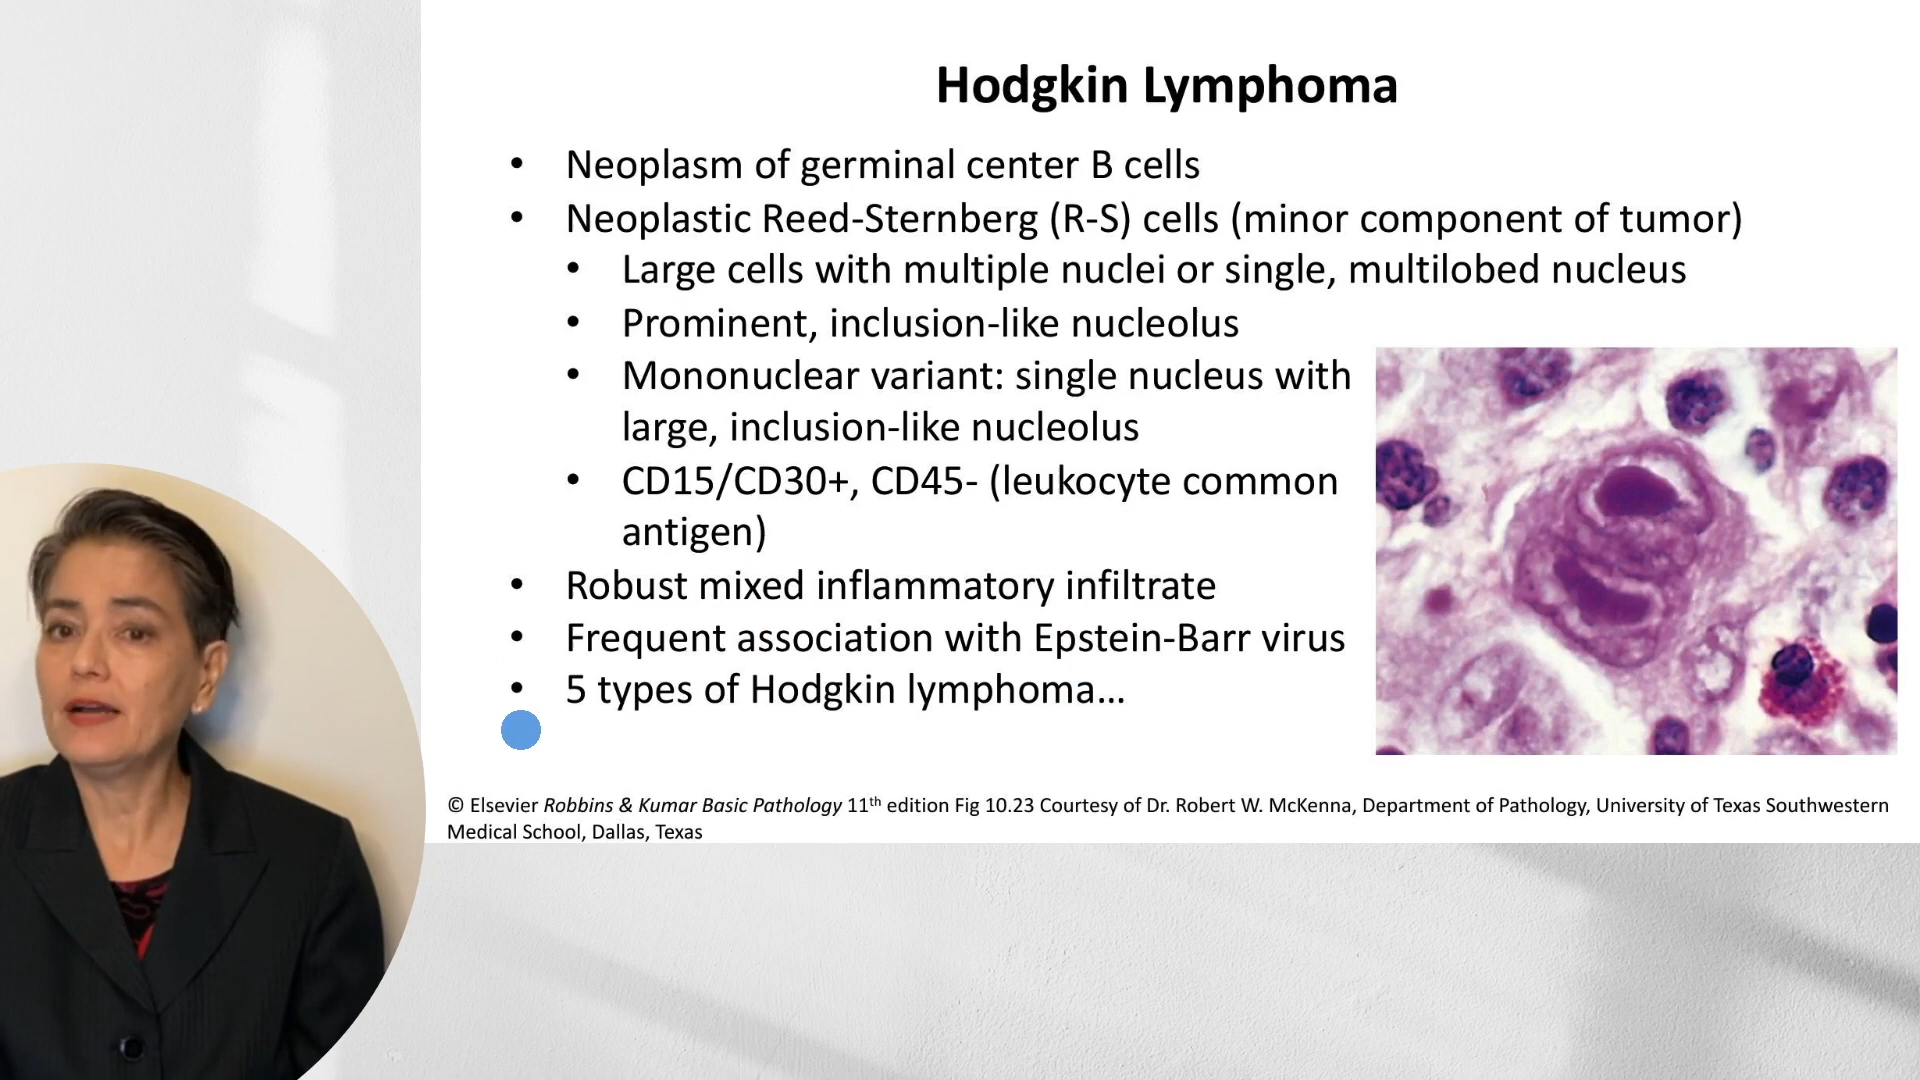 Hodgkin Lymphoma
• Neoplasm of germinal center B cells
• Neoplastic Reed-Sternberg (R-S) cells (minor component of tumor)
• Large cells with multiple nuclei or single, multilobed nucleus
• Prominent, inclusion-like nucleolus
• Mononuclear variant: single nucleus with
large, inclusion-like nucleolus
• CD15/CD30+, CD45- (leukocyte common
antigen)
• Robust mixed inflammatory infiltrate
• Frequent association with Epstein-Barr virus
• 5 types of Hodgkin lymphoma…
© Elsevier Robbins & Kumar Basic Pathology 11th edition Fig 10.23 Courtesy of Dr. Robert W. McKenna, Department of Pathology, University of Texas Southwestern
Medical School, Dallas, Texas